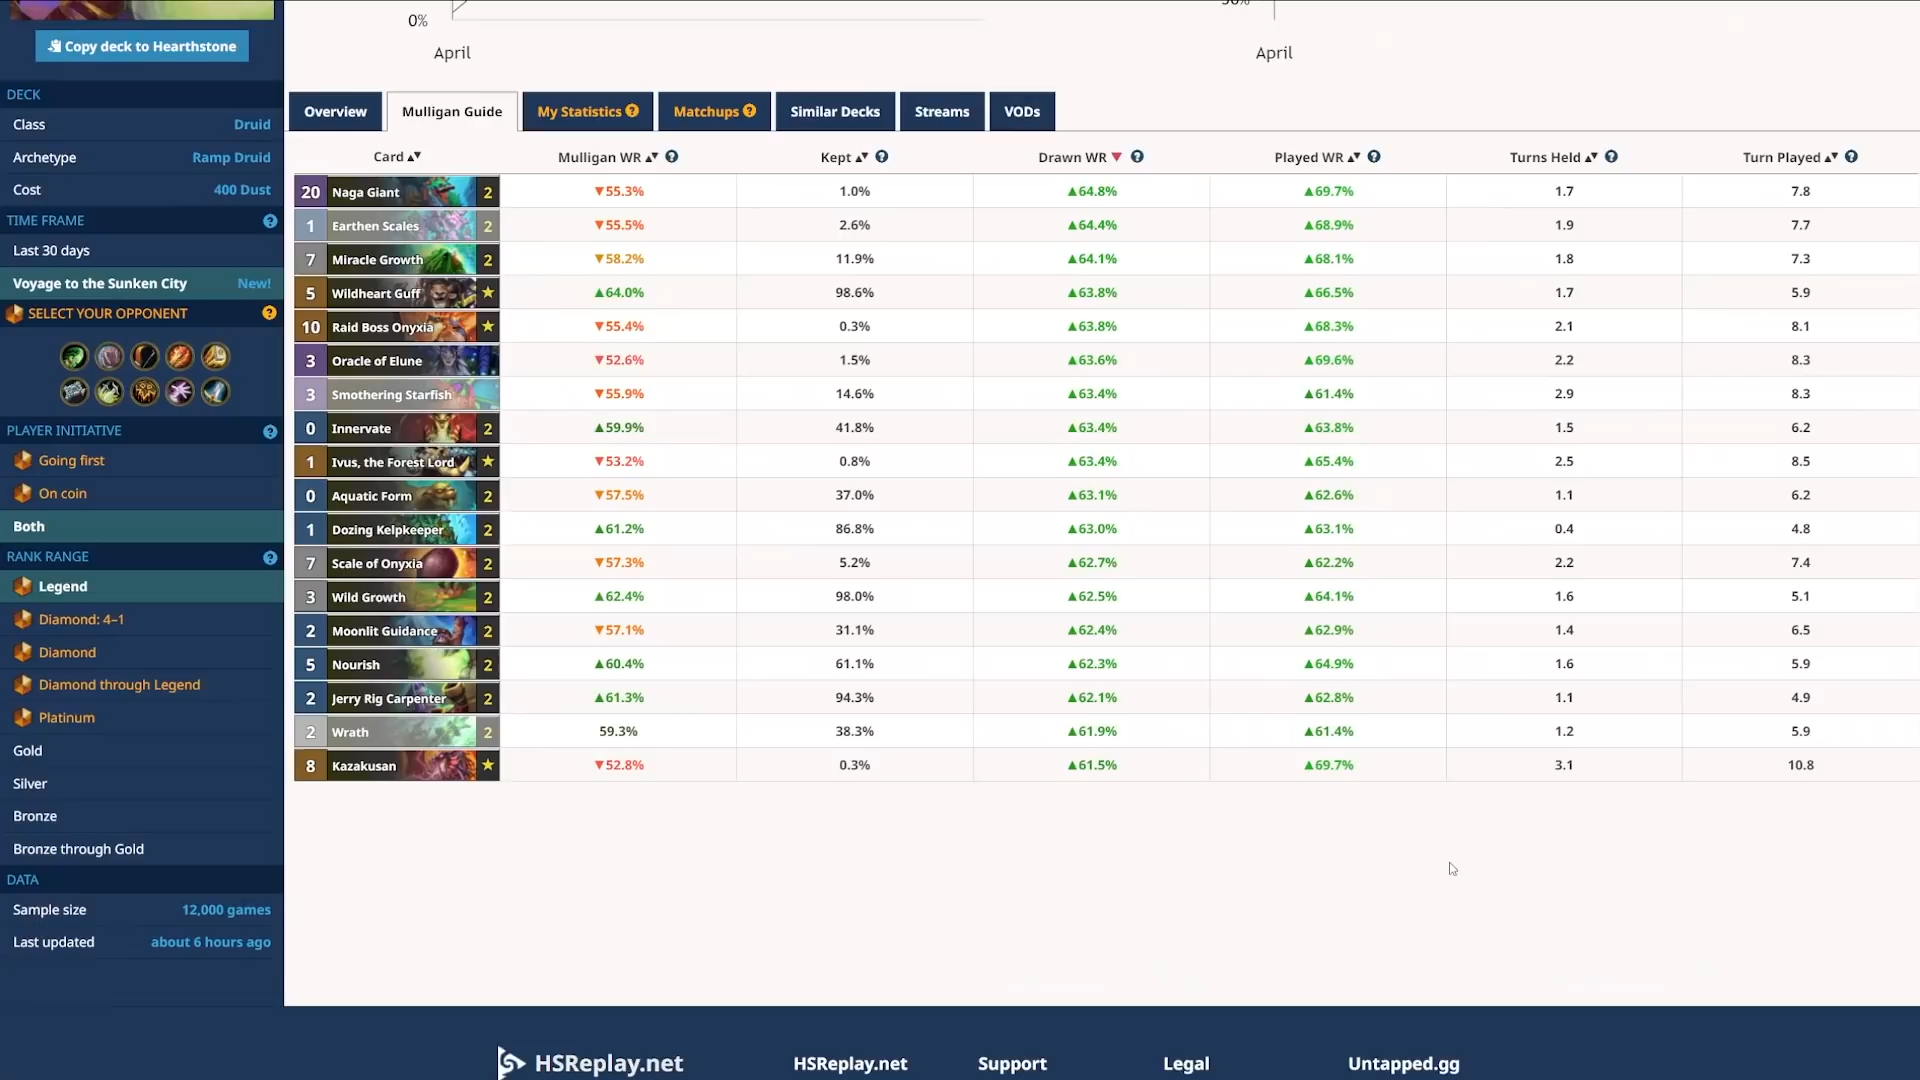 0%
April
April
Copy deck to Hearthstone
DECK
Class Druid
Archetype Ramp Druid
Cost 400 Dust
TIME FRAME
Last 30 days
Voyage to the Sunken City New!
SELECT YOUR OPPONENT
PLAYER INITIATIVE
Going first
On coin
Both
RANK RANGE
Legend
Diamond: 4–1
Diamond
Diamond through Legend
Platinum
Gold
Silver
Bronze
Bronze through Gold
DATA
Sample size 12,000 games
Last updated about 6 hours ago
Overview Mulligan Guide My Statistics Matchups Similar Decks Streams VODs
Card Mulligan WR Kept Drawn WR Played WR Turns Held Turn Played
20 Naga Giant 2 ▼55.3% 1.0% ▲64.8% ▲69.7% 1.7 7.8
1 Earthen Scales 2 ▼55.5% 2.6% ▲64.4% ▲68.9% 1.9 7.7
7 Miracle Growth 2 ▼58.2% 11.9% ▲64.1% ▲68.1% 1.8 7.3
5 Wildheart Guff ★ ▲64.0% 98.6% ▲63.8% ▲66.5% 1.7 5.9
10 Raid Boss Onyxia ★ ▼55.4% 0.3% ▲63.8% ▲68.3% 2.1 8.1
3 Oracle of Elune ▼52.6% 1.5% ▲63.6% ▲69.6% 2.2 8.3
3 Smothering Starfish ▼55.9% 14.6% ▲63.4% ▲61.4% 2.9 8.3
0 Innervate 2 ▲59.9% 41.8% ▲63.4% ▲63.8% 1.5 6.2
1 Ivus, the Forest Lord ★ ▼53.2% 0.8% ▲63.4% ▲65.4% 2.5 8.5
0 Aquatic Form 2 ▼57.5% 37.0% ▲63.1% ▲62.6% 1.1 6.2
1 Dozing Kelpkeeper 2 ▲61.2% 86.8% ▲63.0% ▲63.1% 0.4 4.8
7 Scale of Onyxia 2 ▼57.3% 5.2% ▲62.7% ▲62.2% 2.2 7.4
3 Wild Growth 2 ▲62.4% 98.0% ▲62.5% ▲64.1% 1.6 5.1
2 Moonlit Guidance 2 ▼57.1% 31.1% ▲62.4% ▲62.9% 1.4 6.5
5 Nourish 2 ▲60.4% 61.1% ▲62.3% ▲64.9% 1.6 5.9
2 Jerry Rig Carpenter 2 ▲61.3% 94.3% ▲62.1% ▲62.8% 1.1 4.9
2 Wrath 2 59.3% 38.3% ▲61.9% ▲61.4% 1.2 5.9
8 Kazakusan ★ ▼52.8% 0.3% ▲61.5% ▲69.7% 3.1 10.8
HSReplay.net HSReplay.net Support Legal Untapped.gg